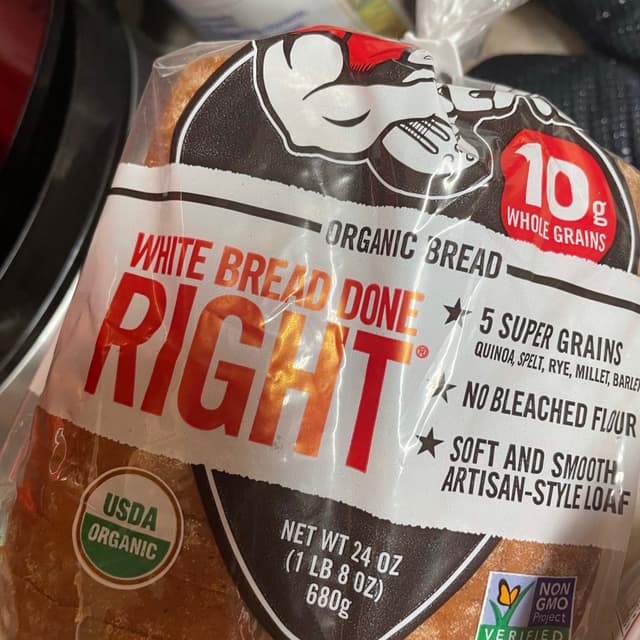 10g
WHOLE GRAINS
ORGANIC BREAD
WHITE BREAD DONE
RIGHT®
5 SUPER GRAINS
QUINOA, SPELT, RYE, MILLET, BARLE
NO BLEACHED FLOUR
SOFT AND SMOOTH
ARTISAN-STYLE LOAF
USDA
ORGANIC
NET WT 24 OZ
(1 LB 8 OZ)
680g
NON
GMO
Project
VERIFIED